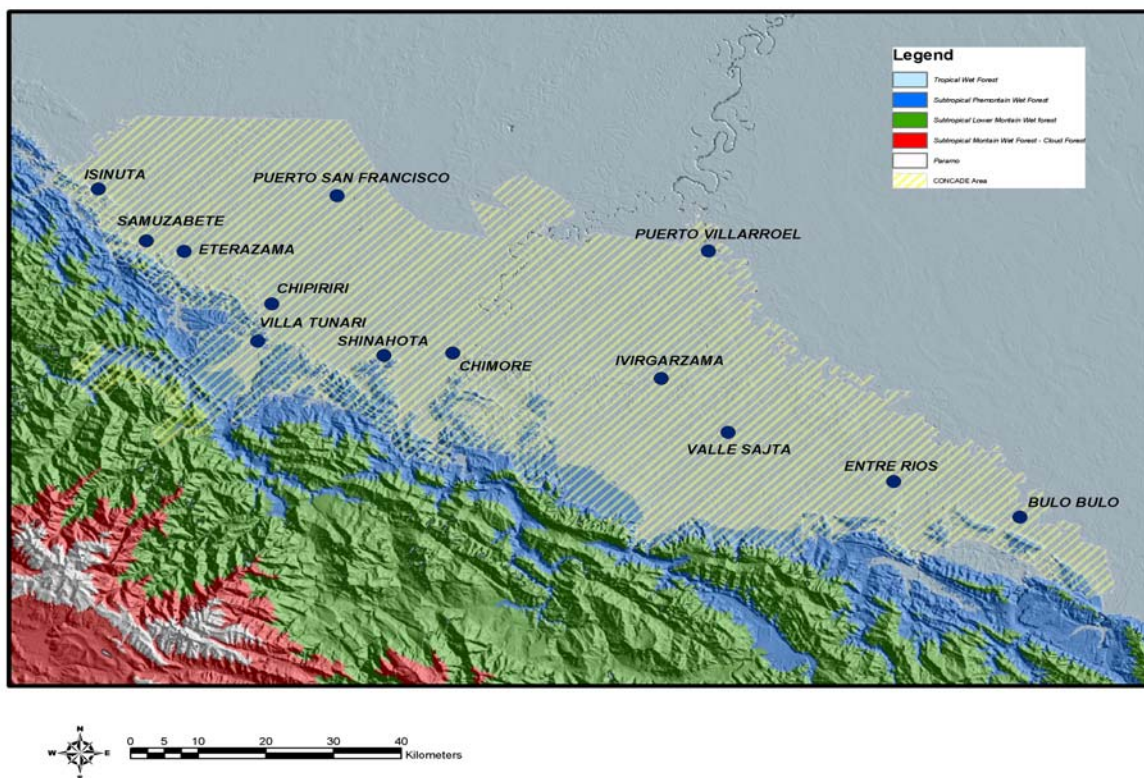 Legend
Tropical Wet Forest
Subtropical Premontain Wet Forest
Subtropical Lower Montain Wet forest
Subtropical Montain Wet Forest - Cloud Forest
Paramo
CONCADE Area
ISINUTA
PUERTO SAN FRANCISCO
SAMUZABETE
ETERAZAMA
PUERTO VILLARROEL
CHIPIRIRI
VILLA TUNARI
SHINAHOTA
CHIMORE
IVIRGARZAMA
VALLE SAJTA
ENTRE RIOS
BULO BULO
N
W E
S
0 5 10 20 30 40
Kilometers